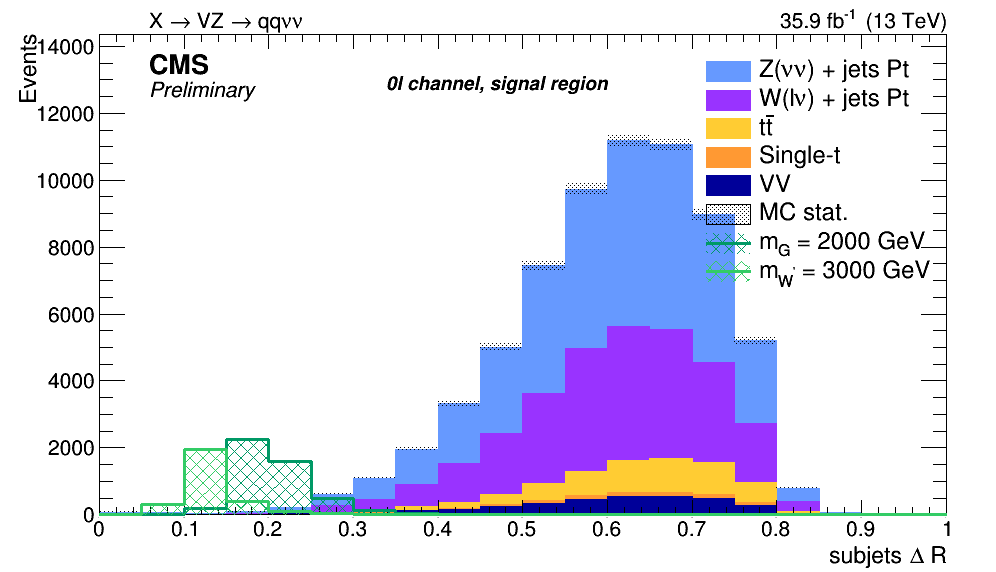 X → VZ → qqνν
35.9 fb⁻¹ (13 TeV)
Events
CMS
Preliminary
0l channel, signal region
Z(νν) + jets Pt
W(lν) + jets Pt
tt̄
Single-t
VV
MC stat.
m_G = 2000 GeV
m_W' = 3000 GeV
14000
12000
10000
8000
6000
4000
2000
0
0 0.1 0.2 0.3 0.4 0.5 0.6 0.7 0.8 0.9 1
subjets Δ R